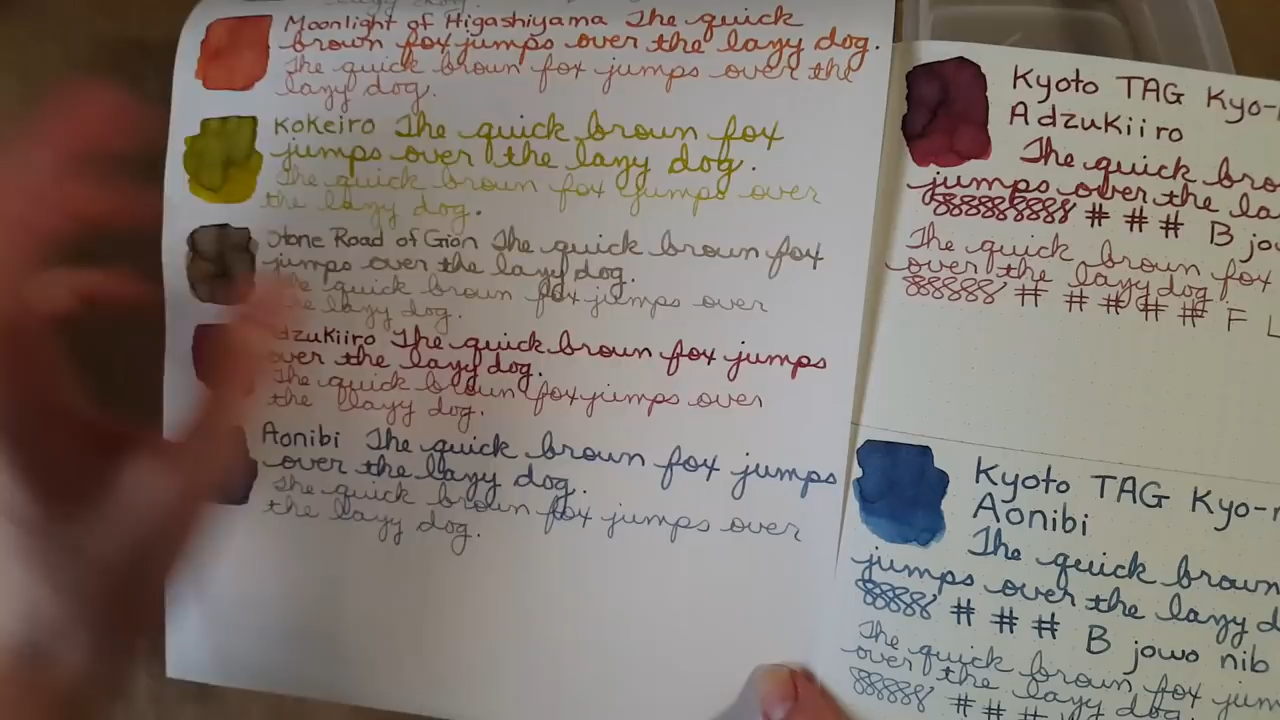 Moonlight of Higashiyama The quick
brown fox jumps over the lazy dog.
The quick brown fox jumps over the
lazy dog.
Kokeiro The quick brown fox
jumps over the lazy dog.
The quick brown fox jumps over
the lazy dog.
Stone Road of Gion The quick brown fox
jumps over the lazy dog.
The quick brown fox jumps over
the lazy dog.
dzukiiro The quick brown fox jumps
over the lazy dog.
The quick brown fox jumps over
the lazy dog.
Aonibi The quick brown fox jumps
over the lazy dog.
The quick brown fox jumps over
the lazy dog.
Kyoto TAG Kyo-
Adzukiiro
The quick bro
jumps over the la
888888888 # # # B jo
The quick brown fox
over the lazy dog.
888888 # # # # # F L
Kyoto TAG Kyo-
Aonibi
The quick brown
jumps over the lazy d
88888 # # # B jowo nib
The quick brown fox jum
over the lazy dog.
888888 # # #